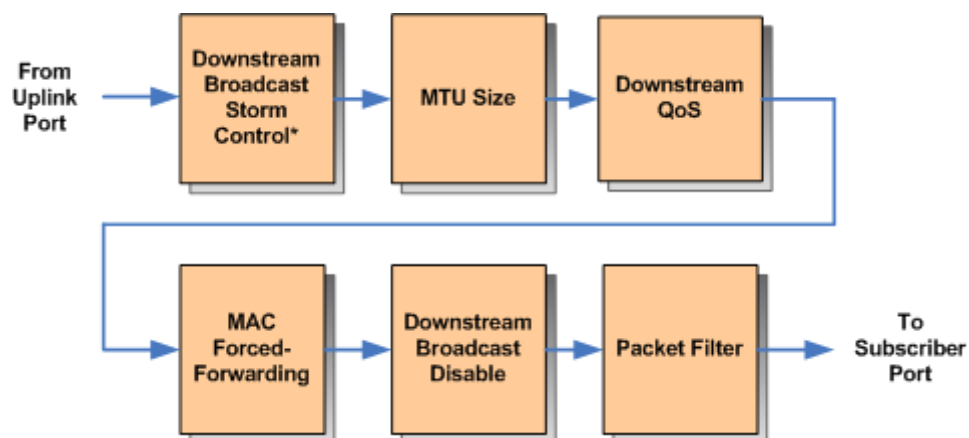 From
Uplink
Port
Downstream
Broadcast
Storm
Control*
MTU Size
Downstream
QoS
MAC
Forced-
Forwarding
Downstream
Broadcast
Disable
Packet Filter
To
Subscriber
Port